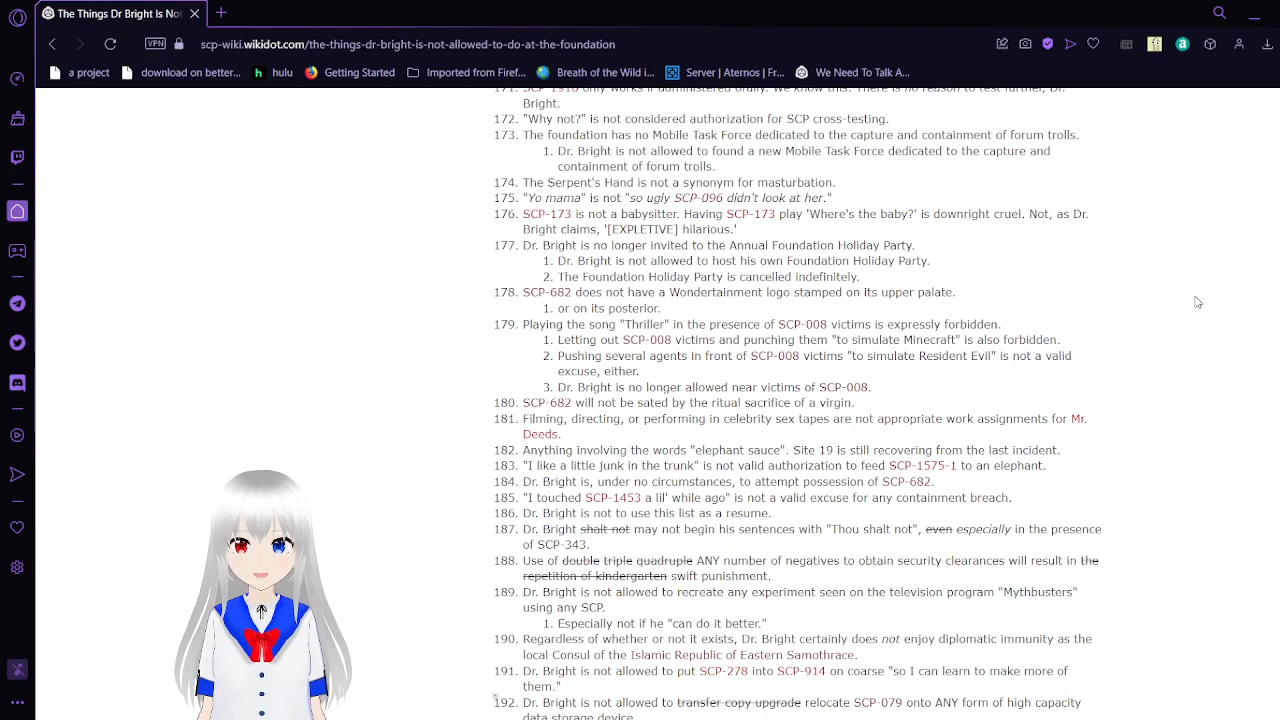 The Things Dr Bright Is Not
scp-wiki.wikidot.com/the-things-dr-bright-is-not-allowed-to-do-at-the-foundation
VPN
a project
download on better...
hulu
Getting Started
Imported from Firef...
Breath of the Wild i...
Server | Aternos | Fr...
We Need To Talk A...
171. SCP-1910 only works if administered orally. We know this. There is no reason to test further, Dr.
Bright.
172. "Why not?" is not considered authorization for SCP cross-testing.
173. The foundation has no Mobile Task Force dedicated to the capture and containment of forum trolls.
1. Dr. Bright is not allowed to found a new Mobile Task Force dedicated to the capture and
containment of forum trolls.
174. The Serpent's Hand is not a synonym for masturbation.
175. "Yo mama" is not "so ugly SCP-096 didn't look at her."
176. SCP-173 is not a babysitter. Having SCP-173 play 'Where's the baby?' is downright cruel. Not, as Dr.
Bright claims, '[EXPLETIVE] hilarious.'
177. Dr. Bright is no longer invited to the Annual Foundation Holiday Party.
1. Dr. Bright is not allowed to host his own Foundation Holiday Party.
2. The Foundation Holiday Party is cancelled indefinitely.
178. SCP-682 does not have a Wondertainment logo stamped on its upper palate.
1. or on its posterior.
179. Playing the song "Thriller" in the presence of SCP-008 victims is expressly forbidden.
1. Letting out SCP-008 victims and punching them "to simulate Minecraft" is also forbidden.
2. Pushing several agents in front of SCP-008 victims "to simulate Resident Evil" is not a valid
excuse, either.
3. Dr. Bright is no longer allowed near victims of SCP-008.
180. SCP-682 will not be sated by the ritual sacrifice of a virgin.
181. Filming, directing, or performing in celebrity sex tapes are not appropriate work assignments for Mr.
Deeds.
182. Anything involving the words "elephant sauce". Site 19 is still recovering from the last incident.
183. "I like a little junk in the trunk" is not valid authorization to feed SCP-1575-1 to an elephant.
184. Dr. Bright is, under no circumstances, to attempt possession of SCP-682.
185. "I touched SCP-1453 a lil' while ago" is not a valid excuse for any containment breach.
186. Dr. Bright is not to use this list as a resume.
187. Dr. Bright shalt not may not begin his sentences with "Thou shalt not", even especially in the presence
of SCP-343.
188. Use of double triple quadruple ANY number of negatives to obtain security clearances will result in the
repetition of kindergarten swift punishment.
189. Dr. Bright is not allowed to recreate any experiment seen on the television program "Mythbusters"
using any SCP.
1. Especially not if he "can do it better."
190. Regardless of whether or not it exists, Dr. Bright certainly does not enjoy diplomatic immunity as the
local Consul of the Islamic Republic of Eastern Samothrace.
191. Dr. Bright is not allowed to put SCP-278 into SCP-914 on coarse "so I can learn to make more of
them."
192. Dr. Bright is not allowed to transfer copy upgrade relocate SCP-079 onto ANY form of high capacity
data storage device.